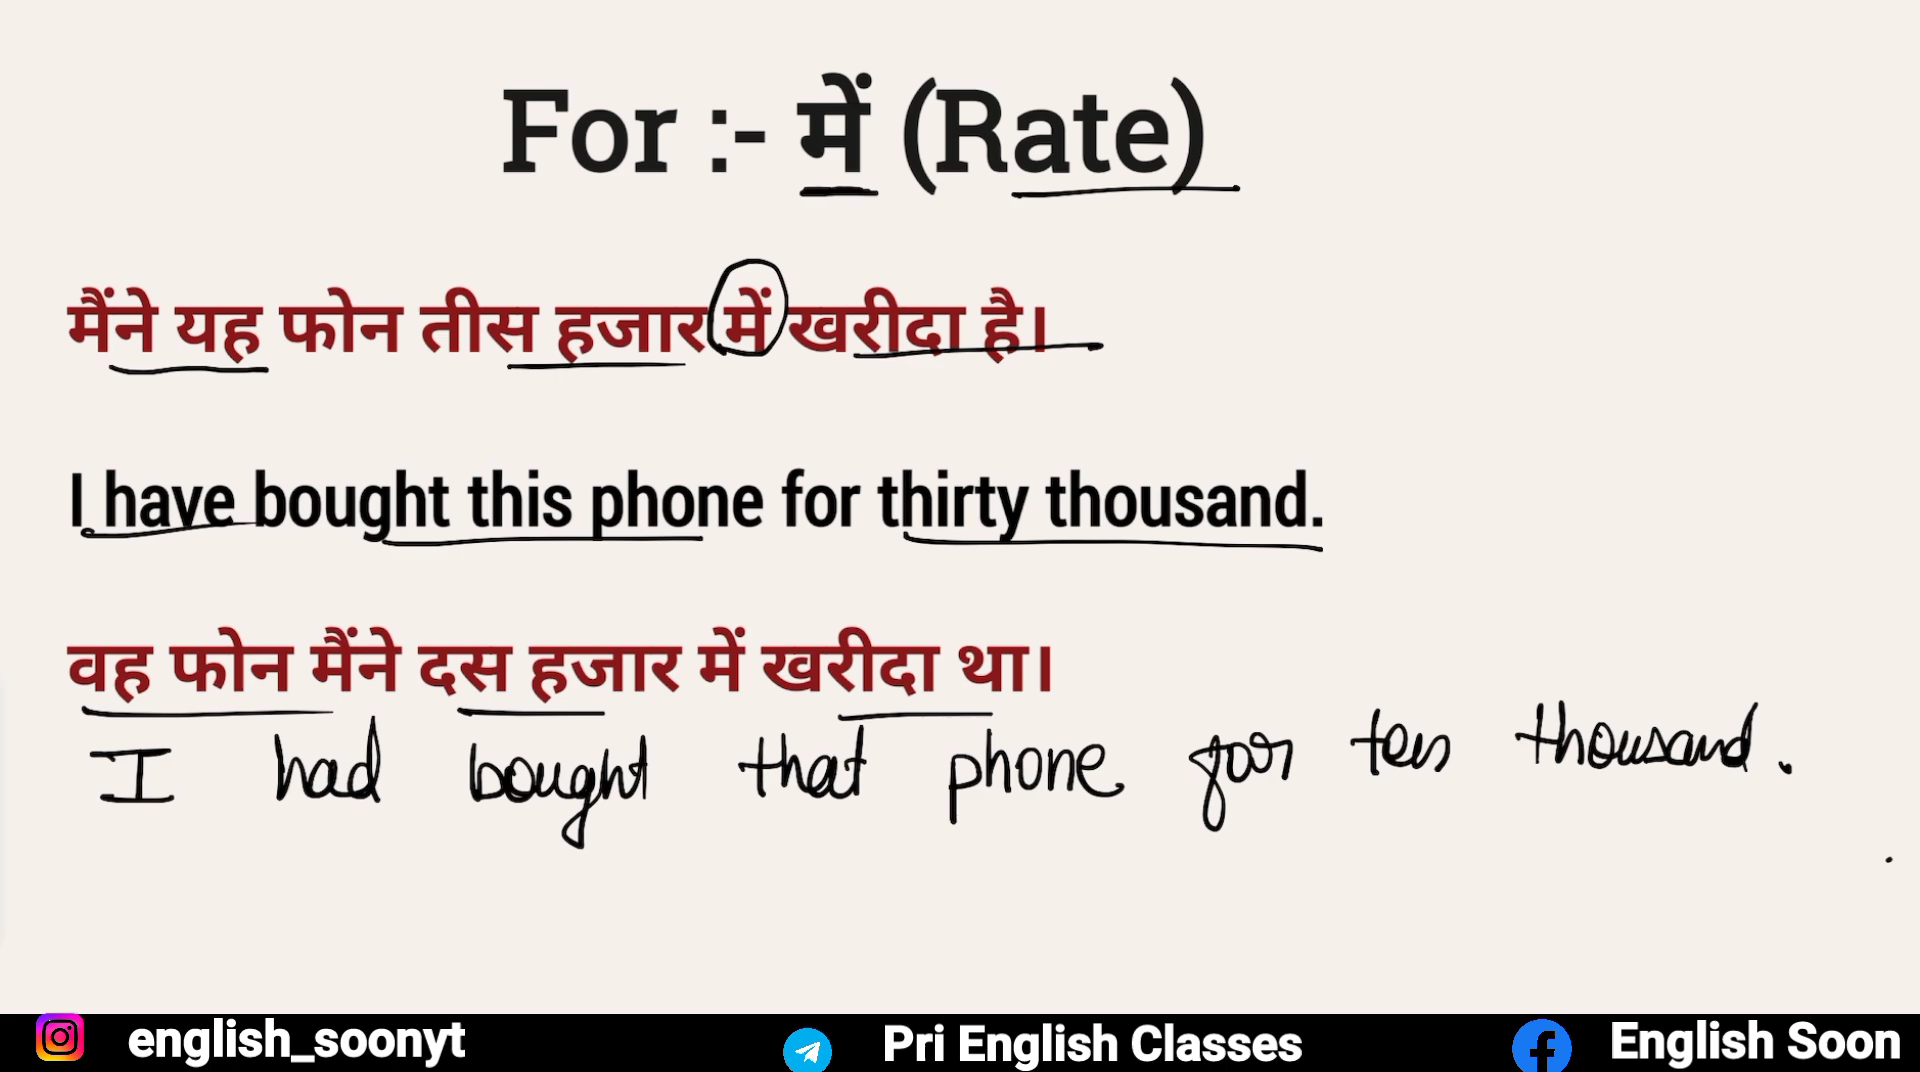 For :- में (Rate)
मैंने यह फोन तीस हजार में खरीदा है।
I have bought this phone for thirty thousand.
वह फोन मैंने दस हजार में खरीदा था।
I had bought that phone for ten thousand.
english_soonyt Pri English Classes English Soon